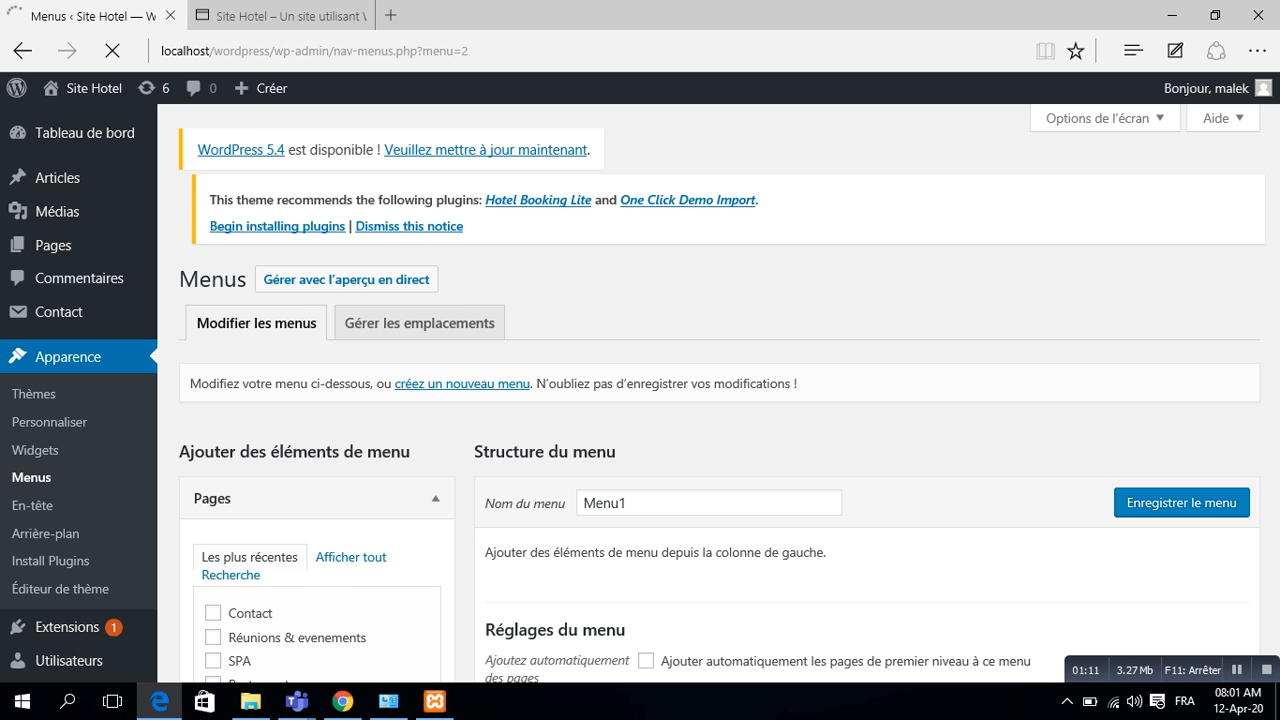 Menus ‹ Site Hotel — W
Site Hotel – Un site utilisant \
localhost/wordpress/wp-admin/nav-menus.php?menu=2
Site Hotel
6
0
Créer
Bonjour, malek
Options de l'écran
Aide
Tableau de bord
Articles
Médias
Pages
Commentaires
Contact
Apparence
Thèmes
Personnaliser
Widgets
Menus
En-tête
Arrière-plan
Install Plugins
Éditeur de thème
Extensions 1
Utilisateurs
WordPress 5.4 est disponible ! Veuillez mettre à jour maintenant.
This theme recommends the following plugins: Hotel Booking Lite and One Click Demo Import.
Begin installing plugins | Dismiss this notice
Menus
Gérer avec l'aperçu en direct
Modifier les menus
Gérer les emplacements
Modifiez votre menu ci-dessous, ou créez un nouveau menu. N'oubliez pas d'enregistrer vos modifications !
Ajouter des éléments de menu
Pages
Les plus récentes
Afficher tout
Recherche
Contact
Réunions & evenements
SPA
Structure du menu
Nom du menu
Menu1
Enregistrer le menu
Ajouter des éléments de menu depuis la colonne de gauche.
Réglages du menu
Ajoutez automatiquement des pages
Ajouter automatiquement les pages de premier niveau à ce menu
01:11
3.27 Mb
F11: Arrêter
FRA
08:01 AM
12-Apr-20